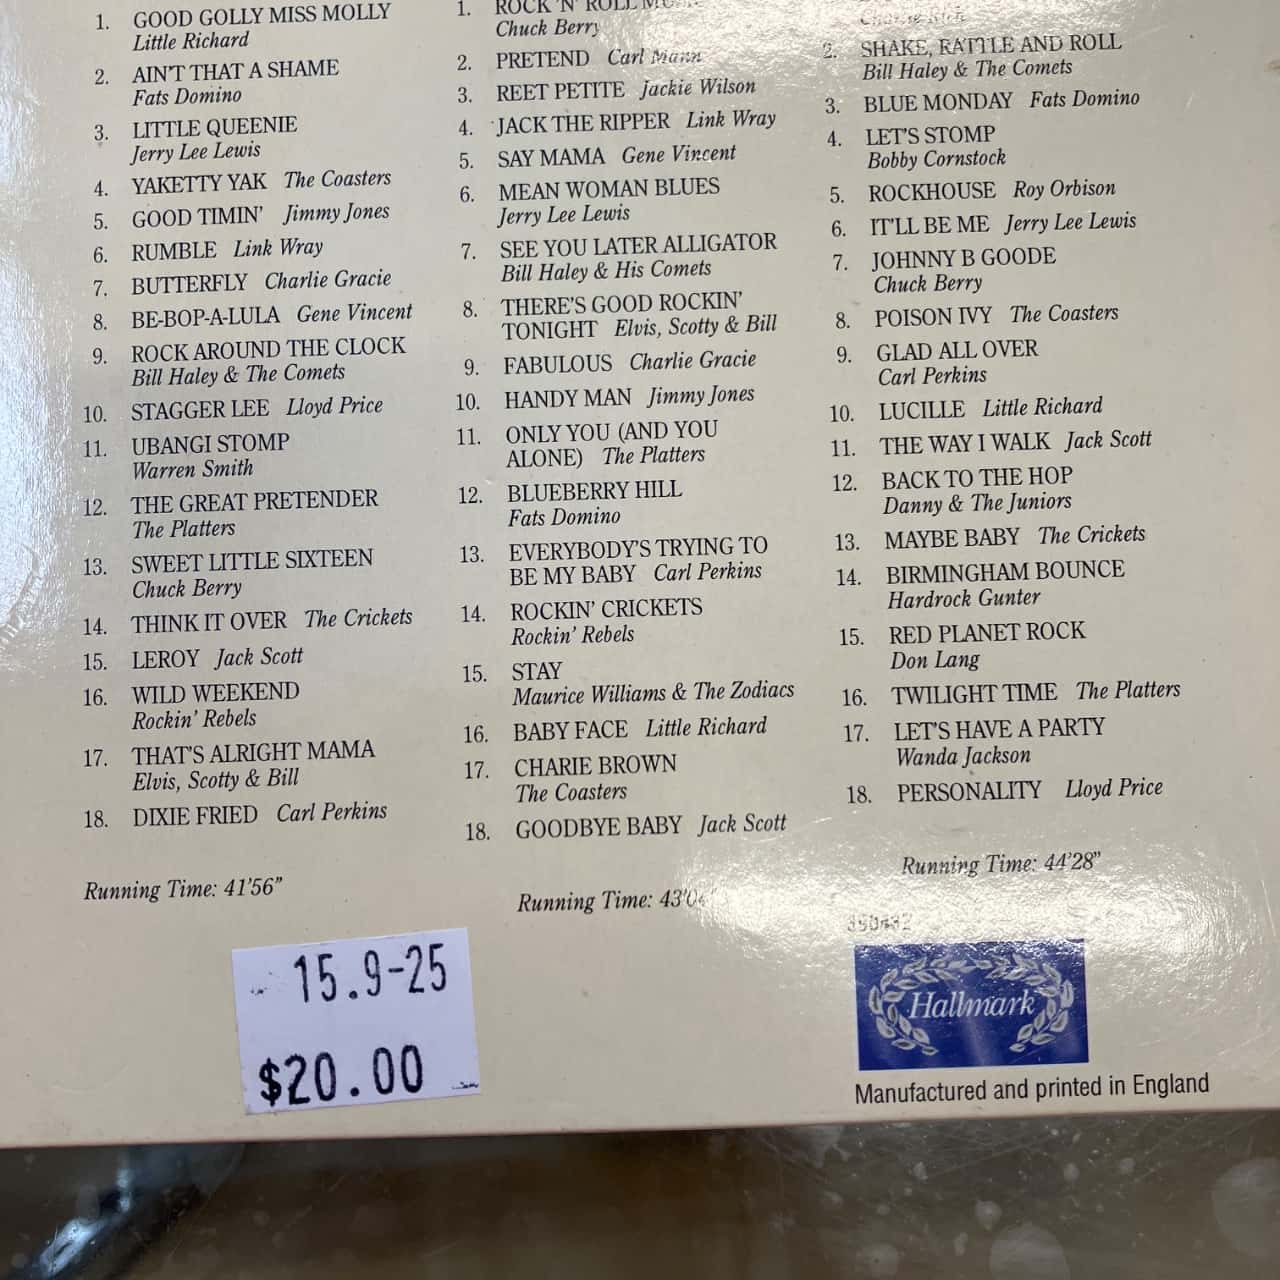 1. GOOD GOLLY MISS MOLLY
Little Richard
2. AIN'T THAT A SHAME
Fats Domino
3. LITTLE QUEENIE
Jerry Lee Lewis
4. YAKETTY YAK The Coasters
5. GOOD TIMIN' Jimmy Jones
6. RUMBLE Link Wray
7. BUTTERFLY Charlie Gracie
8. BE-BOP-A-LULA Gene Vincent
9. ROCK AROUND THE CLOCK
Bill Haley & The Comets
10. STAGGER LEE Lloyd Price
11. UBANGI STOMP
Warren Smith
12. THE GREAT PRETENDER
The Platters
13. SWEET LITTLE SIXTEEN
Chuck Berry
14. THINK IT OVER The Crickets
15. LEROY Jack Scott
16. WILD WEEKEND
Rockin' Rebels
17. THAT'S ALRIGHT MAMA
Elvis, Scotty & Bill
18. DIXIE FRIED Carl Perkins
Running Time: 41'56"
1. ROCK 'N' ROLL
Chuck Berry
2. PRETEND Carl Mann
3. REET PETITE Jackie Wilson
4. JACK THE RIPPER Link Wray
5. SAY MAMA Gene Vincent
6. MEAN WOMAN BLUES
Jerry Lee Lewis
7. SEE YOU LATER ALLIGATOR
Bill Haley & His Comets
8. THERE'S GOOD ROCKIN'
TONIGHT Elvis, Scotty & Bill
9. FABULOUS Charlie Gracie
10. HANDY MAN Jimmy Jones
11. ONLY YOU (AND YOU
ALONE) The Platters
12. BLUEBERRY HILL
Fats Domino
13. EVERYBODY'S TRYING TO
BE MY BABY Carl Perkins
14. ROCKIN' CRICKETS
Rockin' Rebels
15. STAY
Maurice Williams & The Zodiacs
16. BABY FACE Little Richard
17. CHARIE BROWN
The Coasters
18. GOODBYE BABY Jack Scott
Running Time:
Charlie Rich
2. SHAKE, RATTLE AND ROLL
Bill Haley & The Comets
3. BLUE MONDAY Fats Domino
4. LET'S STOMP
Bobby Cornstock
5. ROCKHOUSE Roy Orbison
6. IT'LL BE ME Jerry Lee Lewis
7. JOHNNY B GOODE
Chuck Berry
8. POISON IVY The Coasters
9. GLAD ALL OVER
Carl Perkins
10. LUCILLE Little Richard
11. THE WAY I WALK Jack Scott
12. BACK TO THE HOP
Danny & The Juniors
13. MAYBE BABY The Crickets
14. BIRMINGHAM BOUNCE
Hardrock Gunter
15. RED PLANET ROCK
Don Lang
16. TWILIGHT TIME The Platters
17. LET'S HAVE A PARTY
Wanda Jackson
18. PERSONALITY Lloyd Price
Running Time: 44'28"
390432
Hallmark
Manufactured and printed in England
15.9-25
$20.00